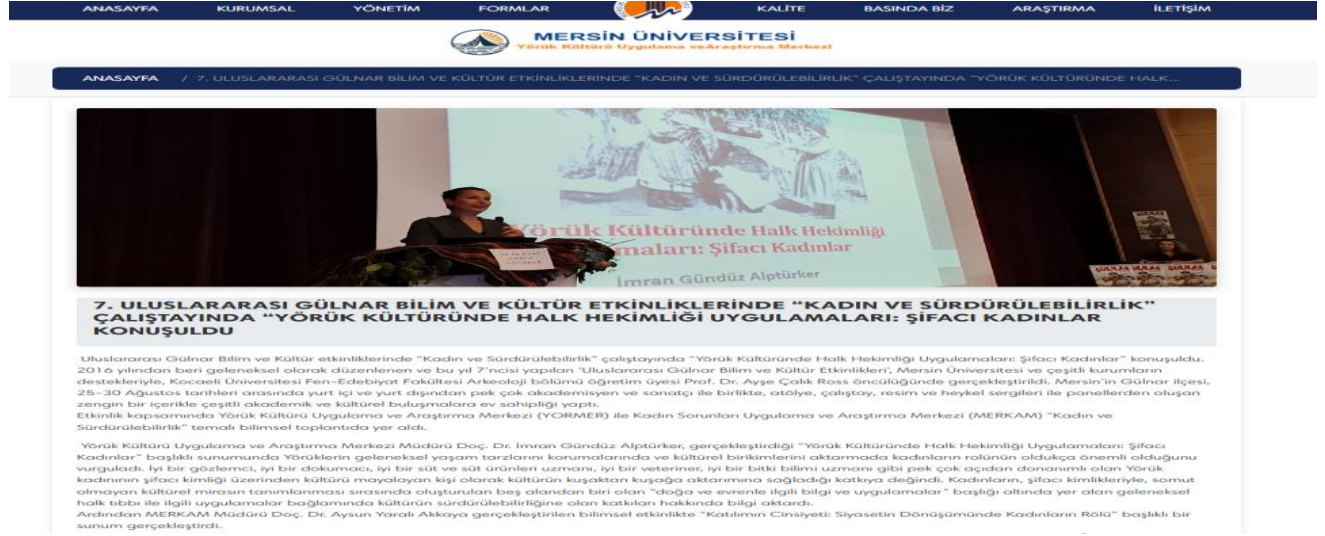 ANASAYFA KURUMSAL YÖNETİM FORMLAR KALİTE BASINDA BİZ ARAŞTIRMA İLETİŞİM
MERSİN ÜNİVERSİTESİ
Yörük Kültürü Uygulama veAraştırma Merkezi
ANASAYFA / 7. ULUSLARARASI GÜLNAR BİLİM VE KÜLTÜR ETKİNLİKLERİNDE “KADIN VE SÜRDÜRÜLEBİLİRLİK” ÇALIŞTAYINDA “YÖRÜK KÜLTÜRÜNDE HALK...
Yörük Kültüründe Halk Hekimliği
maları: Şifacı Kadınlar
İmran Gündüz Alptürker
7. ULUSLARARASI GÜLNAR BİLİM VE KÜLTÜR ETKİNLİKLERİNDE “KADIN VE SÜRDÜRÜLEBİLİRLİK”
ÇALIŞTAYINDA “YÖRÜK KÜLTÜRÜNDE HALK HEKİMLİĞİ UYGULAMALARI: ŞİFACI KADINLAR
KONUŞULDU
Uluslararası Gülnar Bilim ve Kültür etkinliklerinde “Kadın ve Sürdürülebilirlik” çalıştayında “Yörük Kültüründe Halk Hekimliği Uygulamaları: Şifacı Kadınlar” konuşuldu.
2016 yılından beri geleneksel olarak düzenlenen ve bu yıl 7’ncisi yapılan ‘Uluslararası Gülnar Bilim ve Kültür Etkinlikleri’, Mersin Üniversitesi ve çeşitli kurumların
destekleriyle, Kocaeli Üniversitesi Fen-Edebiyat Fakültesi Arkeoloji bölümü öğretim üyesi Prof. Dr. Ayşe Çalık Ross öncülüğünde gerçekleştirildi. Mersin’in Gülnar ilçesi,
25-30 Ağustos tarihleri arasında yurt içi ve yurt dışından pek çok akademisyen ve sanatçı ile birlikte, atölye, çalıştay, resim ve heykel sergileri ile panellerden oluşan
zengin bir içerikle çeşitli akademik ve kültürel buluşmalara ev sahipliği yaptı.
Etkinlik kapsamında Yörük Kültürü Uygulama ve Araştırma Merkezi (YORMER) ile Kadın Sorunları Uygulama ve Araştırma Merkezi (MERKAM) “Kadın ve
Sürdürülebilirlik” temalı bilimsel toplantıda yer aldı.
Yörük Kültürü Uygulama ve Araştırma Merkezi Müdürü Doç. Dr. İmran Gündüz Alptürker, gerçekleştirdiği “Yörük Kültüründe Halk Hekimliği Uygulamaları: Şifacı
Kadınlar” başlıklı sunumunda Yörüklerin geleneksel yaşam tarzlarını korumalarında ve kültürel birikimlerini aktarmada kadınların rolünün oldukça önemli olduğunu
vurguladı. İyi bir gözlemci, iyi bir dokumacı, iyi bir süt ve süt ürünleri uzmanı, iyi bir veteriner, iyi bir bitki bilimi uzmanı gibi pek çok açıdan donanımlı olan Yörük
kadınının şifacı kimliği üzerinden kültürü mayalayan kişi olarak kültürün kuşaktan kuşağa aktarımına sağladığı katkıya değindi. Kadınların, şifacı kimlikleriyle, somut
olmayan kültürel mirasın tanımlanması sırasında oluşturulan beş alandan biri olan “doğa ve evrenle ilgili bilgi ve uygulamalar” başlığı altında yer alan geleneksel
halk tıbbı ile ilgili uygulamalar bağlamında kültürün sürdürülebilirliğine olan katkıları hakkında bilgi aktardı.
Ardından MERKAM Müdürü Doç. Dr. Aysun Yaralı Akkaya gerçekleştirilen bilimsel etkinlikte “Katılımın Cinsiyeti: Siyasetin Dönüşümünde Kadınların Rölü” başlıklı bir
sunum gerçekleştirdi.